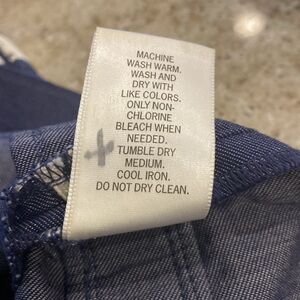 MACHINE
WASH WARM.
WASH AND
DRY WITH
LIKE COLORS.
ONLY NON-
CHLORINE
BLEACH WHEN
NEEDED.
TUMBLE DRY
MEDIUM.
COOL IRON.
DO NOT DRY CLEAN.